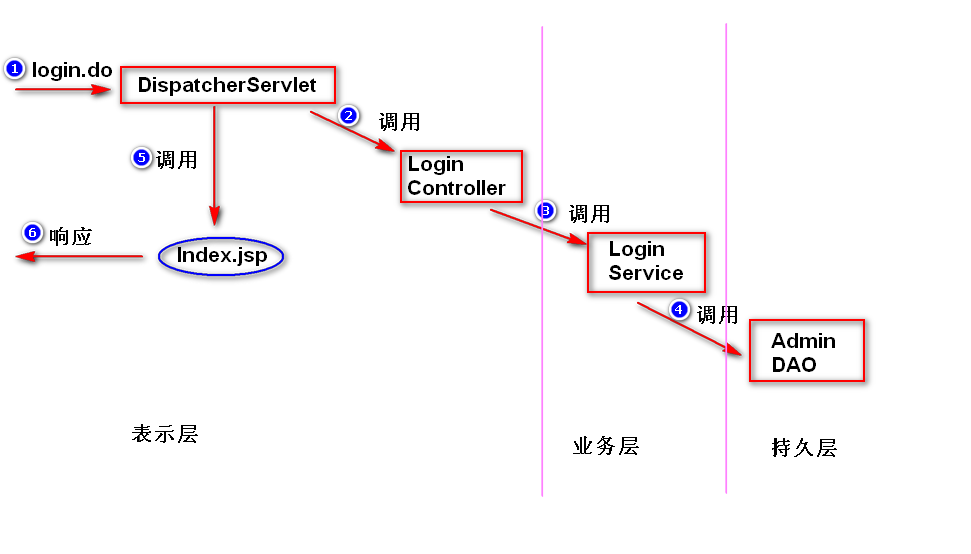 1 login.do
DispatcherServlet
2 调用
5 调用
Login
Controller
3 调用
6 响应
Index.jsp
Login
Service
4 调用
Admin
DAO
表示层
业务层
持久层